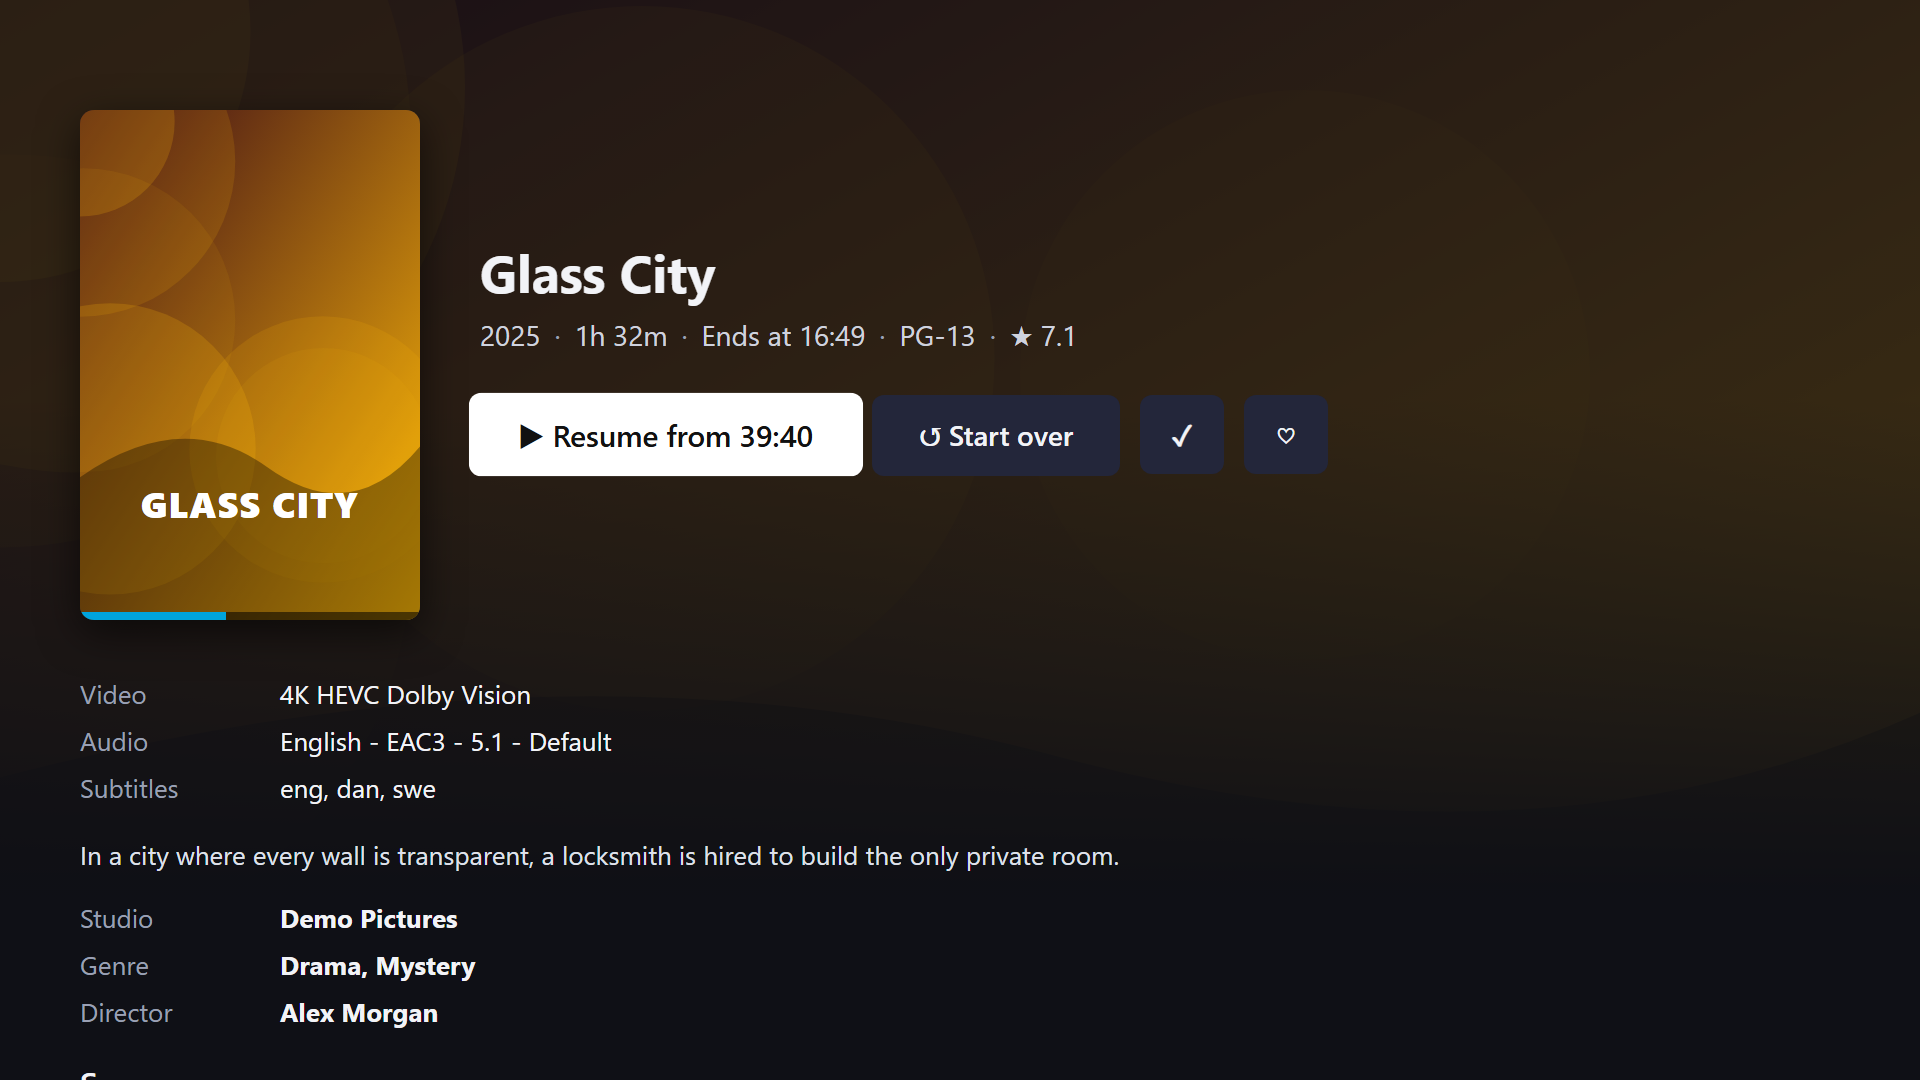 GLASS CITY
Glass City
2025 · 1h 32m · Ends at 16:49 · PG-13 · ★ 7.1
▶ Resume from 39:40 ↺ Start over ✓ ♡
Video 4K HEVC Dolby Vision
Audio English - EAC3 - 5.1 - Default
Subtitles eng, dan, swe
In a city where every wall is transparent, a locksmith is hired to build the only private room.
Studio Demo Pictures
Genre Drama, Mystery
Director Alex Morgan